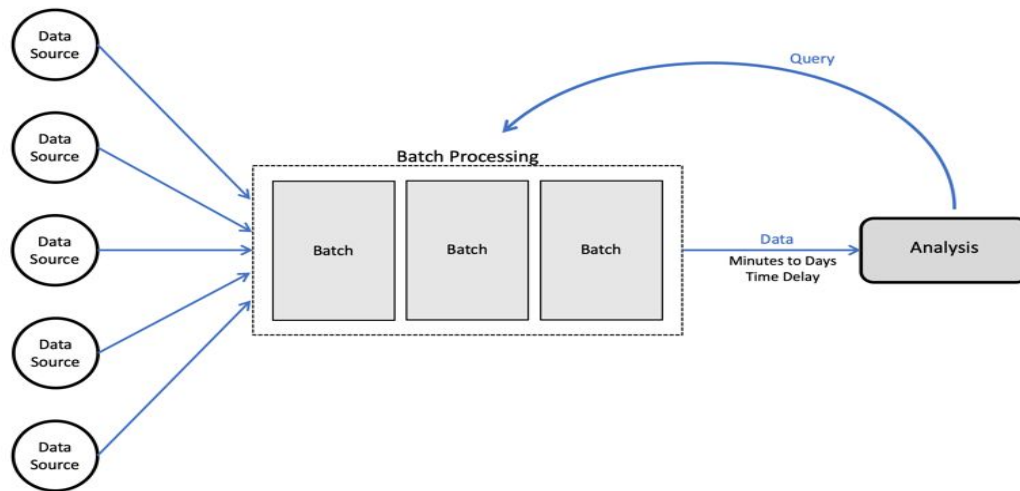 Data
Source
Data
Source
Data
Source
Data
Source
Data
Source
Batch Processing
Batch
Batch
Batch
Query
Data
Minutes to Days
Time Delay
Analysis